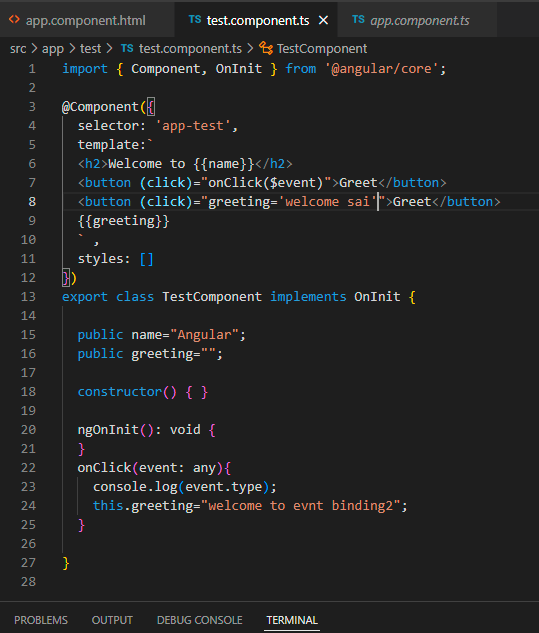 <> app.component.html TS test.component.ts × TS app.component.ts
src > app > test > TS test.component.ts > TestComponent
1 import { Component, OnInit } from '@angular/core';
2
3 @Component({
4 selector: 'app-test',
5 template:`
6 <h2>Welcome to {{name}}</h2>
7 <button (click)="onClick($event)">Greet</button>
8 <button (click)="greeting='welcome sai'">Greet</button>
9 {{greeting}}
10 ` ,
11 styles: []
12 })
13 export class TestComponent implements OnInit {
14
15 public name="Angular";
16 public greeting="";
17
18 constructor() { }
19
20 ngOnInit(): void {
21 }
22 onClick(event: any){
23 console.log(event.type);
24 this.greeting="welcome to evnt binding2";
25 }
26
27 }
28
PROBLEMS OUTPUT DEBUG CONSOLE TERMINAL